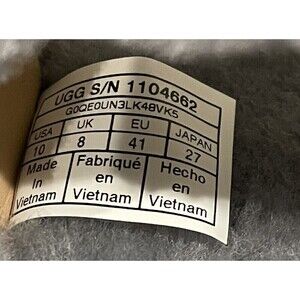 UGG S/N 1104662
G0QE0UN3LK48VK5
USA UK EU JAPAN
10 8 41 27
Made Fabriqué Hecho
In en en
Vietnam Vietnam Vietnam